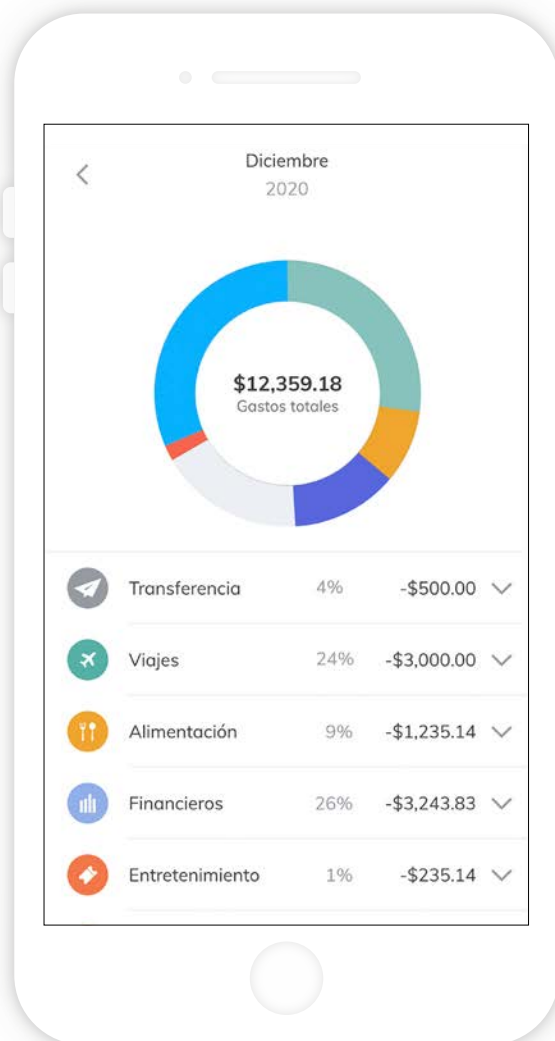 Diciembre
2020
$12,359.18
Gastos totales
Transferencia 4% -$500.00
Viajes 24% -$3,000.00
Alimentación 9% -$1,235.14
Financieros 26% -$3,243.83
Entretenimiento 1% -$235.14